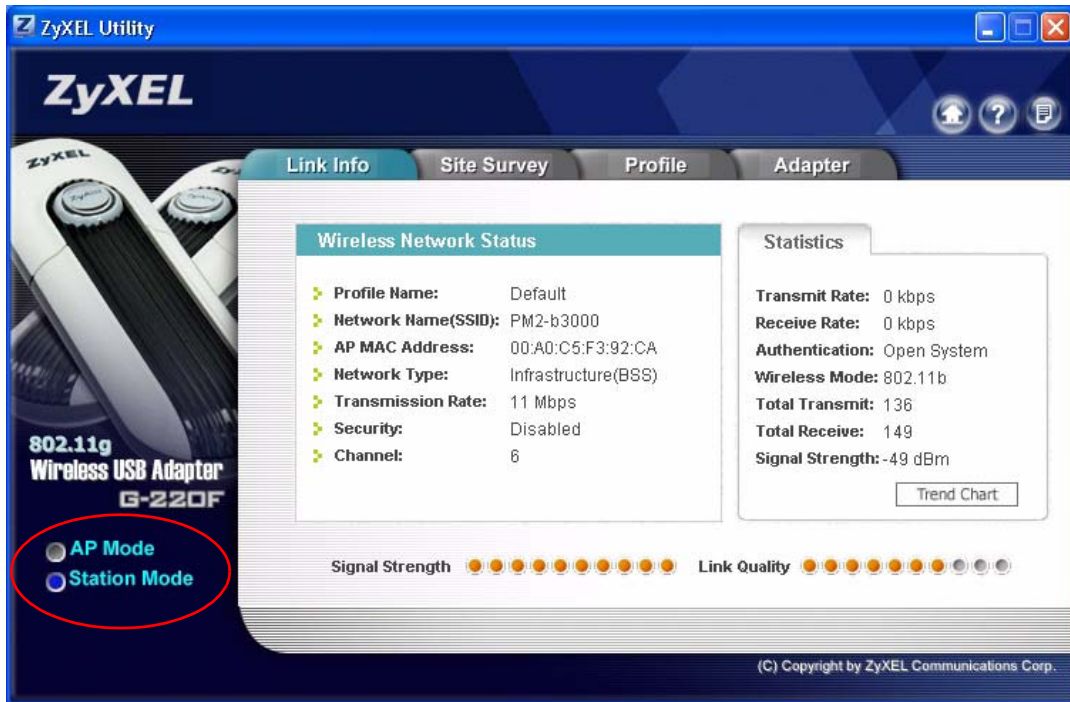 ZyXEL Utility
ZyXEL
ZyXEL
Link Info Site Survey Profile Adapter
Wireless Network Status
Profile Name: Default
Network Name(SSID): PM2-b3000
AP MAC Address: 00:A0:C5:F3:92:CA
Network Type: Infrastructure(BSS)
Transmission Rate: 11 Mbps
Security: Disabled
Channel: 6
Statistics
Transmit Rate: 0 kbps
Receive Rate: 0 kbps
Authentication: Open System
Wireless Mode: 802.11b
Total Transmit: 136
Total Receive: 149
Signal Strength: -49 dBm
Trend Chart
802.11g
Wireless USB Adapter
G-220F
AP Mode
Station Mode
Signal Strength
Link Quality
(C) Copyright by ZyXEL Communications Corp.